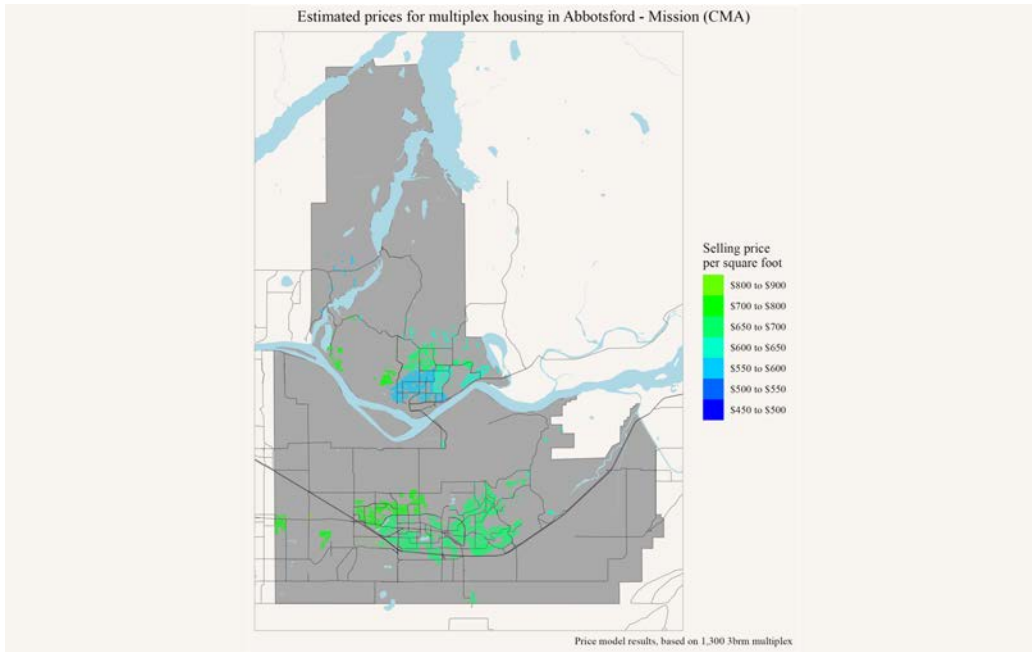 Estimated prices for multiplex housing in Abbotsford - Mission (CMA)
Selling price
per square foot
$800 to $900
$700 to $800
$650 to $700
$600 to $650
$550 to $600
$500 to $550
$450 to $500
Price model results, based on 1,300 3brm multiplex